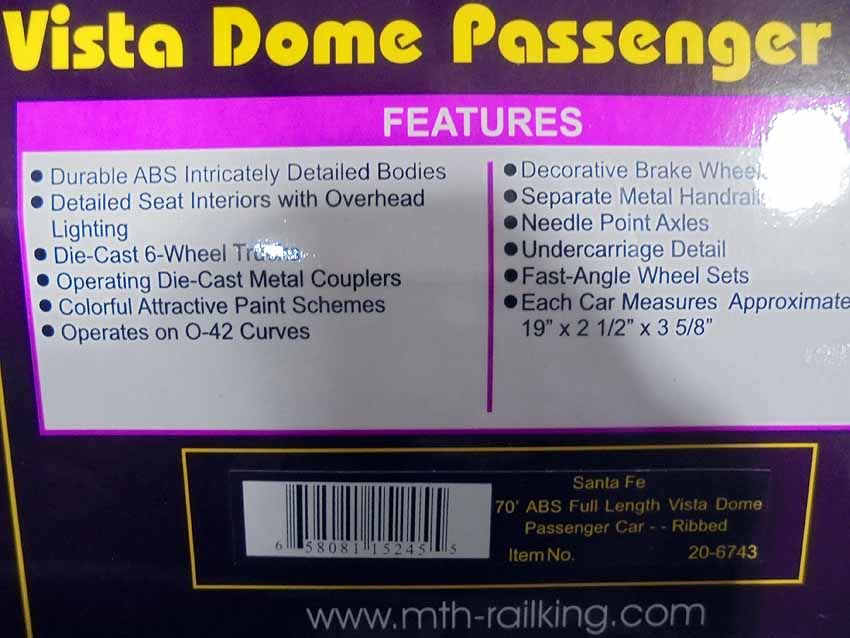 Vista Dome Passenger
FEATURES
• Durable ABS Intricately Detailed Bodies
• Detailed Seat Interiors with Overhead
Lighting
• Die-Cast 6-Wheel
• Operating Die-Cast Metal Couplers
• Colorful Attractive Paint Schemes
• Operates on O-42 Curves
• Decorative Brake Wheel
• Separate Metal Handrails
• Needle Point Axles
• Undercarriage Detail
• Fast-Angle Wheel Sets
• Each Car Measures Approximate
19" x 2 1/2" x 3 5/8"
6 58081 15245 5
Santa Fe
70' ABS Full Length Vista Dome
Passenger Car - - Ribbed
Item No. 20-6743
www.mth-railking.com